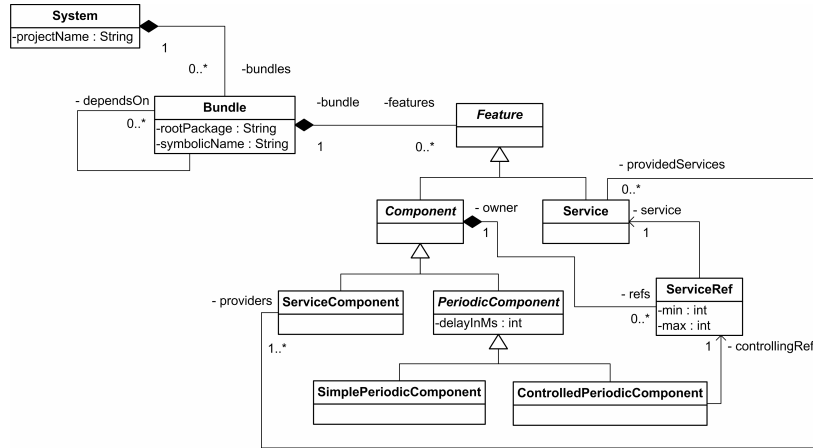 System
-projectName : String
1
0..*
-bundles
- dependsOn
0..*
Bundle
-rootPackage : String
-symbolicName : String
-bundle
-features
1
0..*
Feature
- providedServices
0..*
Component
- owner
1
Service
- service
1
- providers
1..*
ServiceComponent
PeriodicComponent
-delayInMs : int
- refs
0..*
ServiceRef
-min : int
-max : int
1
- controllingRef
SimplePeriodicComponent
ControlledPeriodicComponent